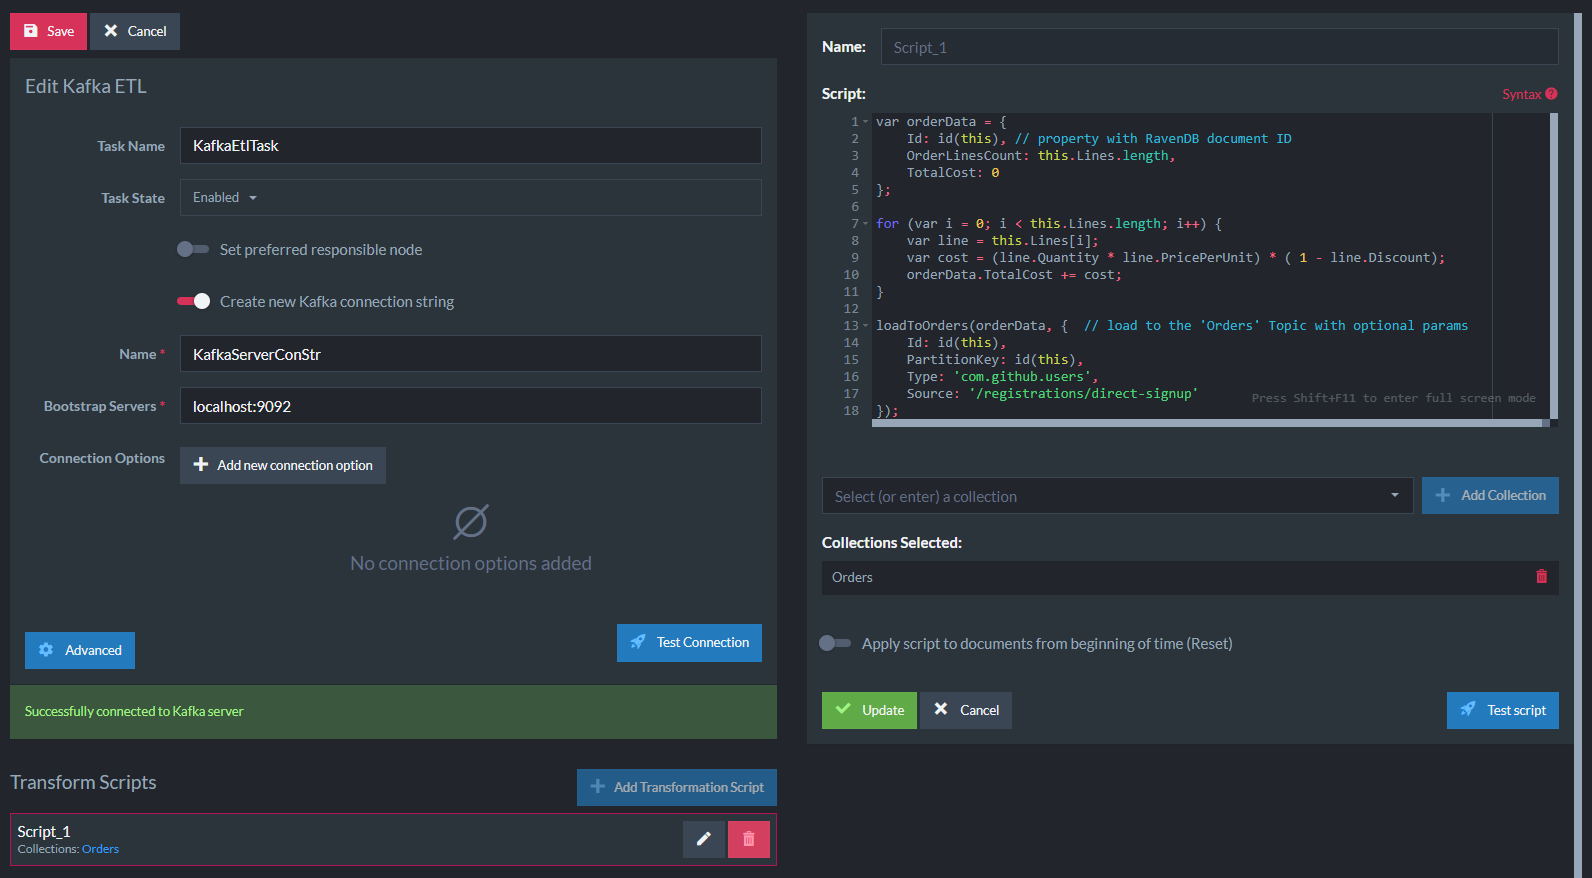 Save
Cancel
Edit Kafka ETL
Task Name
KafkaEtlTask
Task State
Enabled
Set preferred responsible node
Create new Kafka connection string
Name *
KafkaServerConStr
Bootstrap Servers *
localhost:9092
Connection Options
Add new connection option
No connection options added
Advanced
Test Connection
Successfully connected to Kafka server
Transform Scripts
Add Transformation Script
Script_1
Collections: Orders
Name:
Script_1
Script:
Syntax ?
1 var orderData = {
2     Id: id(this), // property with RavenDB document ID
3     OrderLinesCount: this.Lines.length,
4     TotalCost: 0
5 };
6
7 for (var i = 0; i < this.Lines.length; i++) {
8     var line = this.Lines[i];
9     var cost = (line.Quantity * line.PricePerUnit) * ( 1 - line.Discount);
10     orderData.TotalCost += cost;
11 }
12
13 loadToOrders(orderData, {  // load to the 'Orders' Topic with optional params
14     Id: id(this),
15     PartitionKey: id(this),
16     Type: 'com.github.users',
17     Source: '/registrations/direct-signup'
Press Shift+F11 to enter full screen mode
18 });
Select (or enter) a collection
Add Collection
Collections Selected:
Orders
Apply script to documents from beginning of time (Reset)
Update
Cancel
Test script